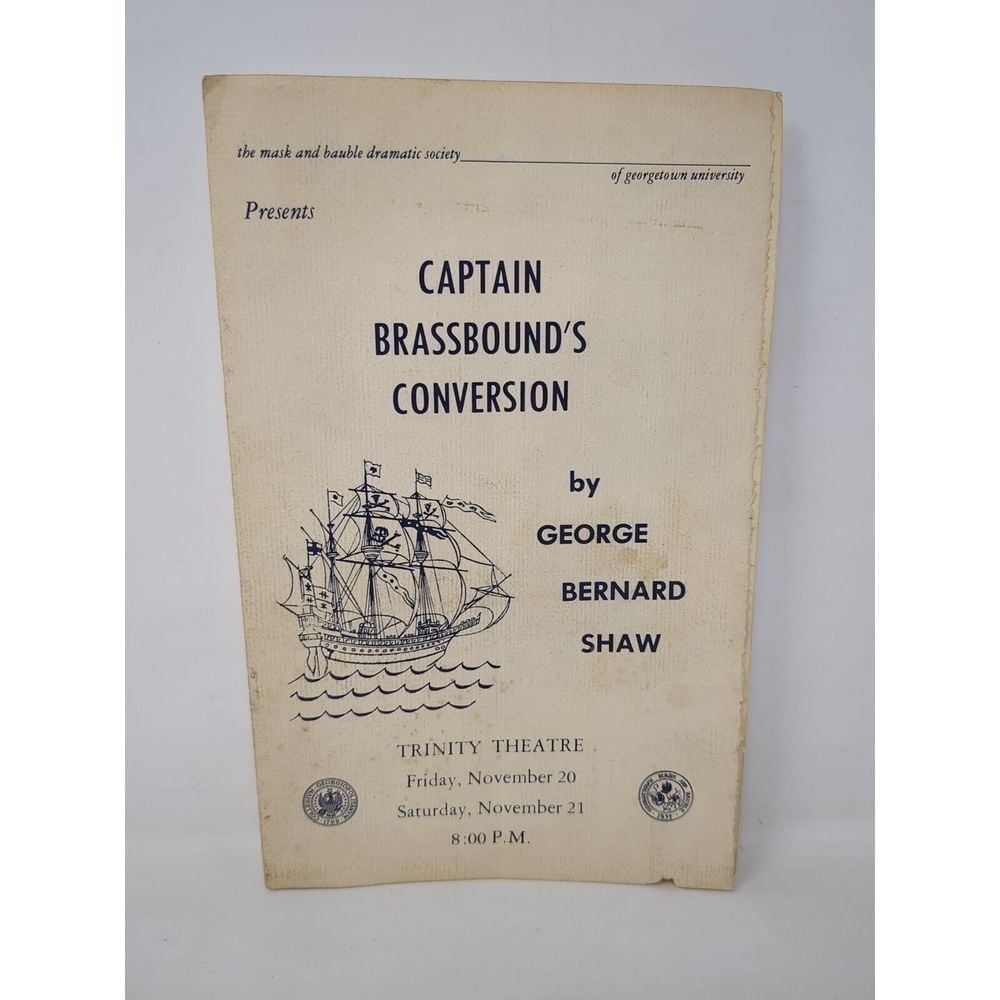 the mask and bauble dramatic society
of georgetown university
Presents
CAPTAIN
BRASSBOUND'S
CONVERSION
by
GEORGE
BERNARD
SHAW
TRINITY THEATRE
Friday, November 20
Saturday, November 21
8:00 P.M.